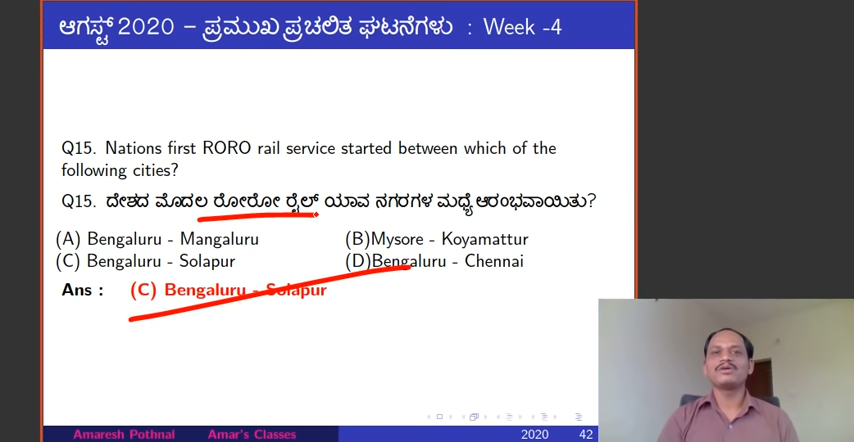 ಆಗಸ್ಟ್ 2020 – ಪ್ರಮುಖ ಪ್ರಚಲಿತ ಘಟನೆಗಳು : Week -4
Q15. Nations first RORO rail service started between which of the
following cities?
Q15. ದೇಶದ ಮೊದಲ ರೋರೋ ರೈಲ್ ಯಾವ ನಗರಗಳ ಮಧ್ಯೆ ಆರಂಭವಾಯಿತು?
(A) Bengaluru - Mangaluru (B)Mysore - Koyamattur
(C) Bengaluru - Solapur (D)Bengaluru - Chennai
Ans : (C) Bengaluru - Solapur
Amaresh Pothnal Amar's Classes 2020 42